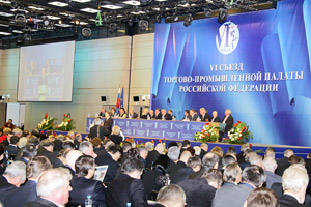 VI СЪЕЗД
ТОРГОВО-ПРОМЫШЛЕННОЙ ПАЛАТЫ
РОССИЙСКОЙ ФЕДЕРАЦИИ